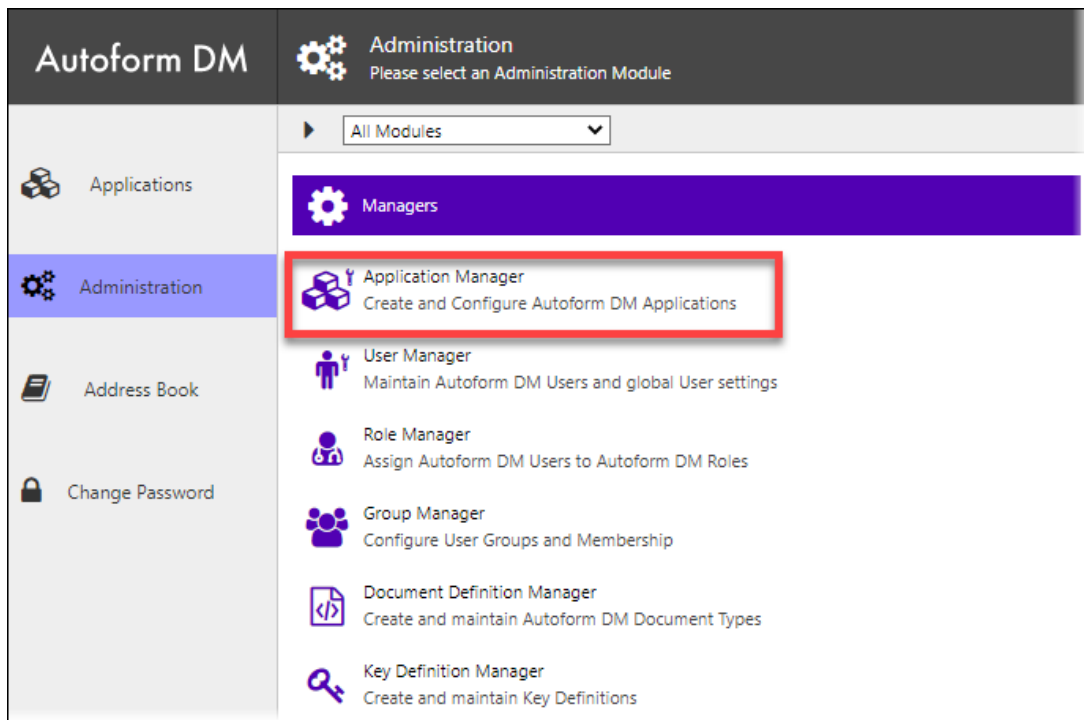 Autoform DM
Administration
Please select an Administration Module
All Modules
Applications
Administration
Address Book
Change Password
Managers
Application Manager
Create and Configure Autoform DM Applications
User Manager
Maintain Autoform DM Users and global User settings
Role Manager
Assign Autoform DM Users to Autoform DM Roles
Group Manager
Configure User Groups and Membership
Document Definition Manager
Create and maintain Autoform DM Document Types
Key Definition Manager
Create and maintain Key Definitions